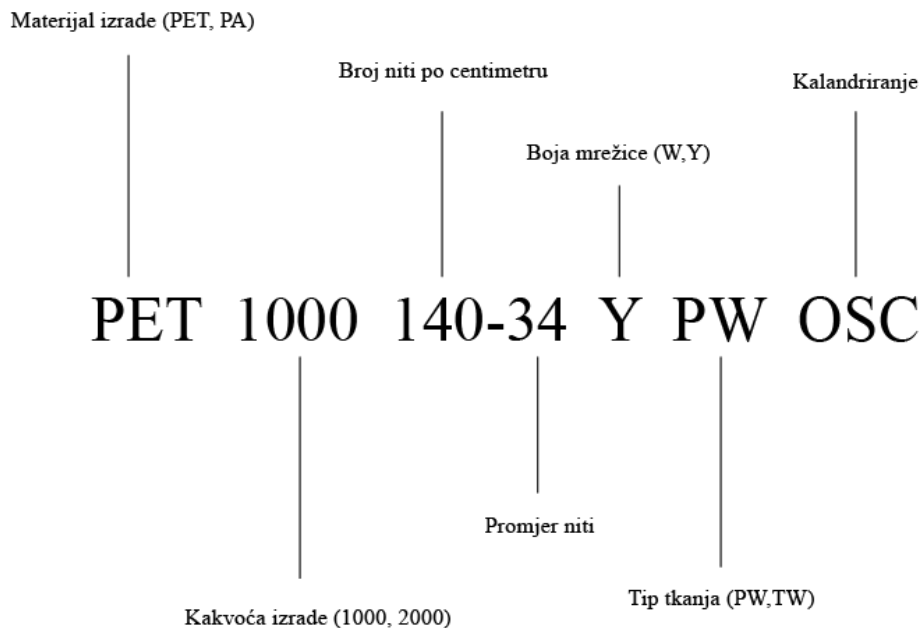 Materijal izrade (PET, PA)
Broj niti po centimetru
Kalandriranje
Boja mrežice (W,Y)
PET 1000 140-34 Y PW OSC
Promjer niti
Tip tkanja (PW,TW)
Kakvoća izrade (1000, 2000)